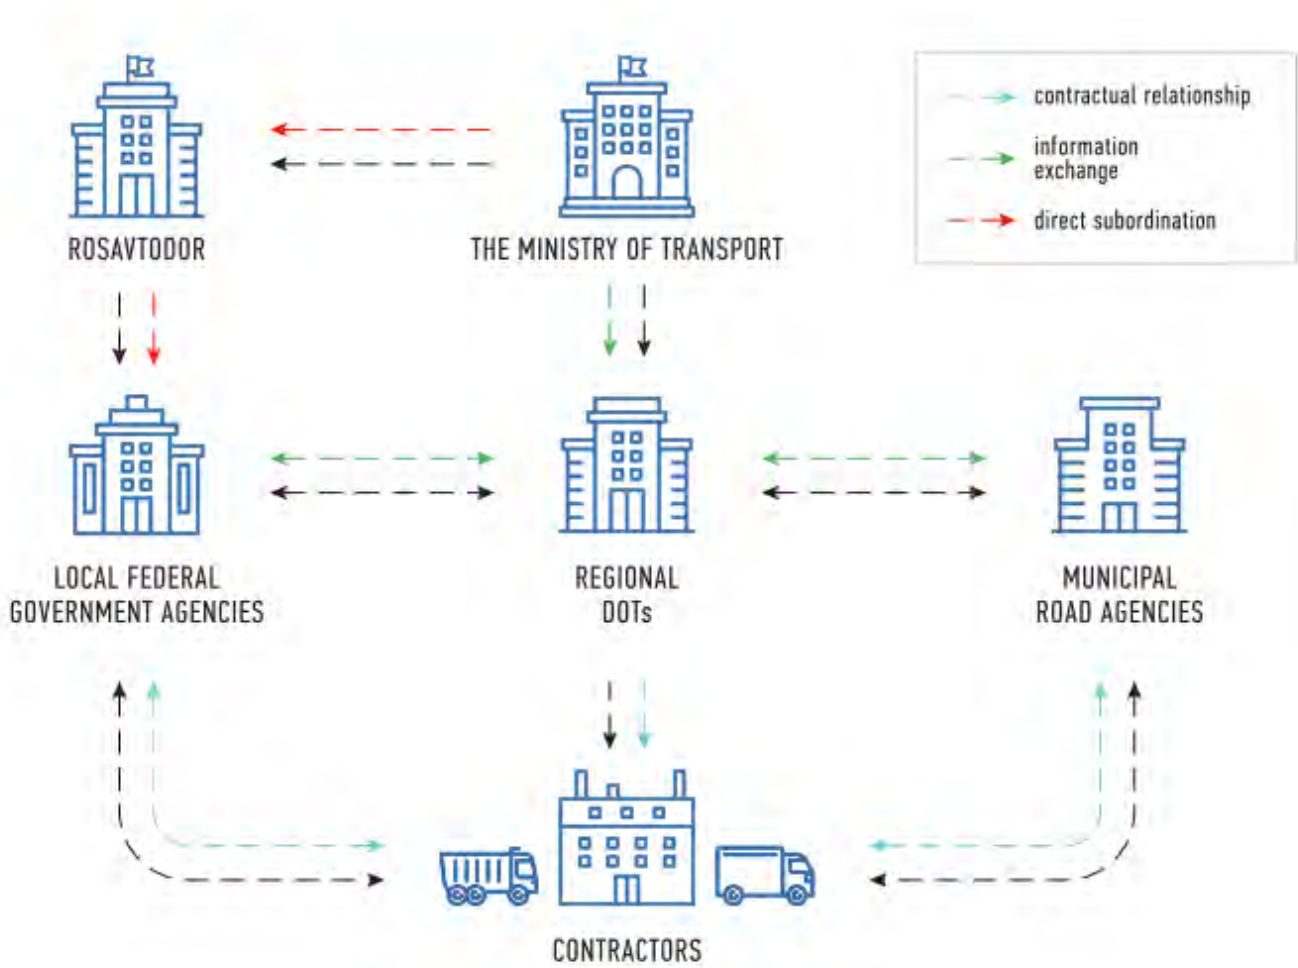 contractual relationship
information
exchange
direct subordination
ROSAVTODOR
THE MINISTRY OF TRANSPORT
LOCAL FEDERAL
GOVERNMENT AGENCIES
REGIONAL
DOTs
MUNICIPAL
ROAD AGENCIES
CONTRACTORS